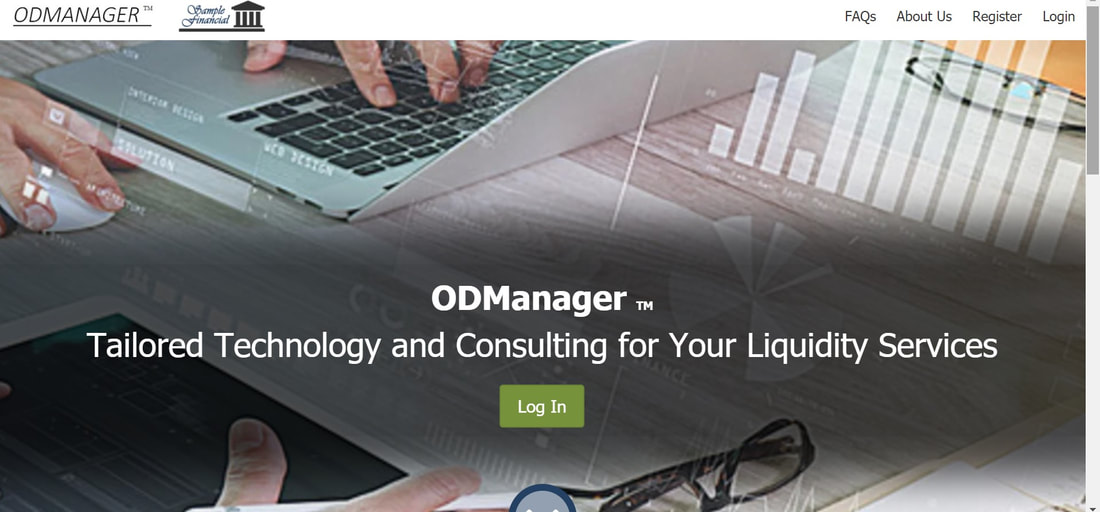 ODMANAGER TM
Sample
Financial
FAQs About Us Register Login
INTERIOR DESIGN
SOLUTION
WEB DESIGN
ARCHITECTURE
ODManager TM
Tailored Technology and Consulting for Your Liquidity Services
Log In